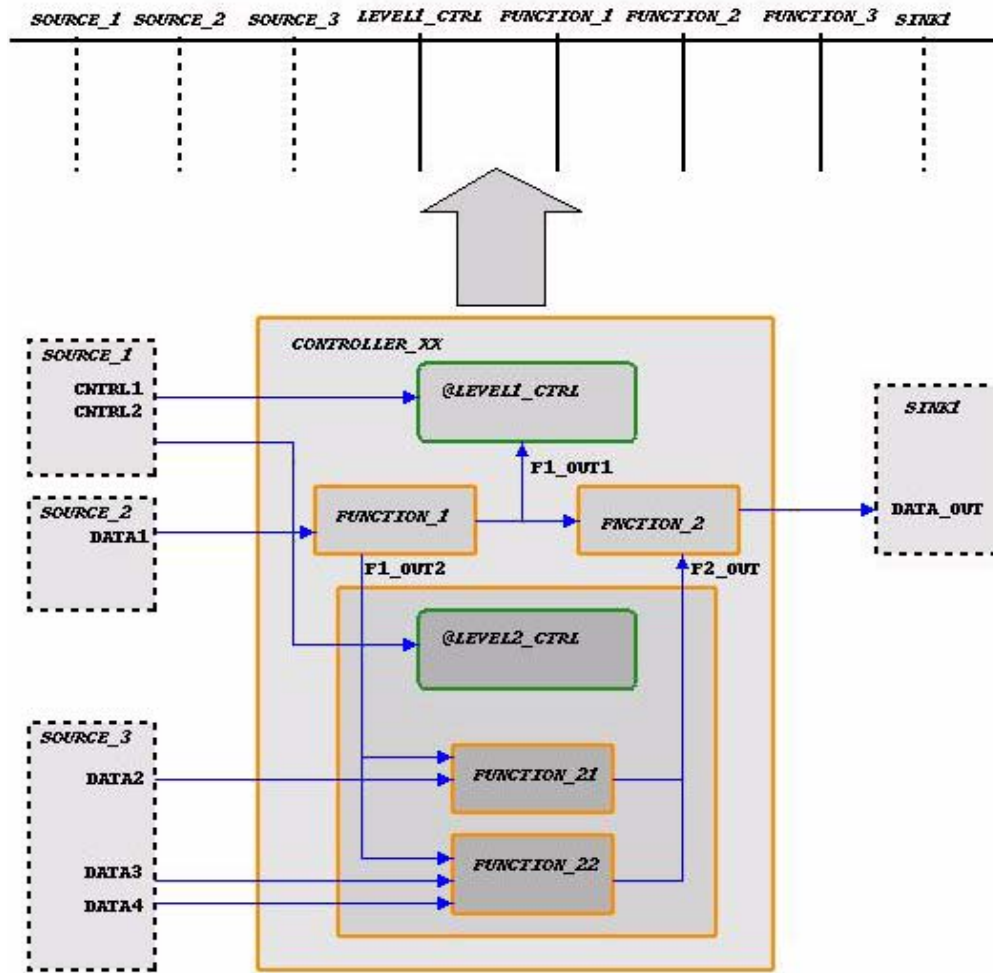 SOURCE_1 SOURCE_2 SOURCE_3 LEVEL1_CTRL FUNCTION_1 FUNCTION_2 FUNCTION_3 SINK1
CONTROLLER_XX
SOURCE_1
CNTRL1
CNTRL2
@LEVEL1_CTRL
SINK1
F1_OUT1
SOURCE_2
DATA1
FUNCTION_1
FNCTION_2
DATA_OUT
F1_OUT2
F2_OUT
@LEVEL2_CTRL
SOURCE_3
DATA2
FUNCTION_21
DATA3
FUNCTION_22
DATA4